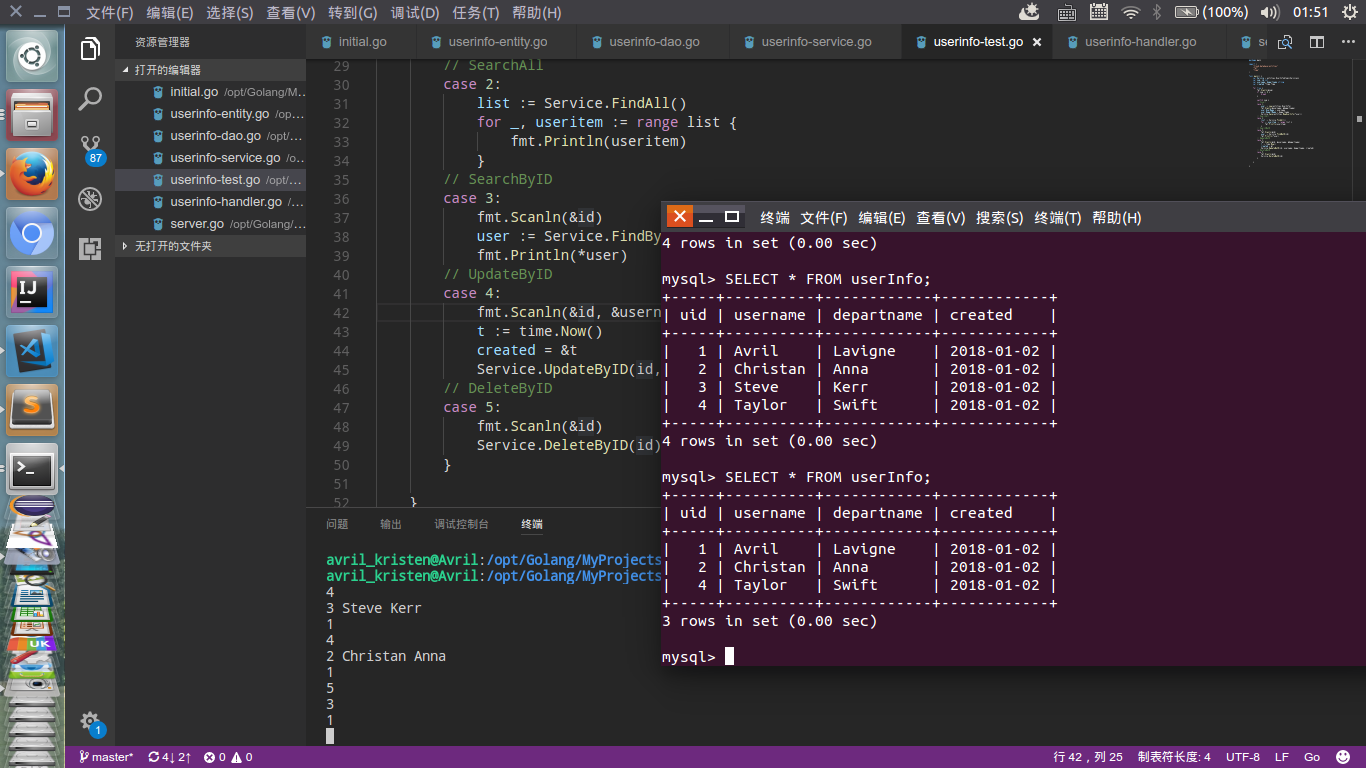 文件(F) 编辑(E) 选择(S) 查看(V) 转到(G) 调试(D) 任务(T) 帮助(H) (100%) 01:51
资源管理器
打开的编辑器
initial.go /opt/Golang/M...
userinfo-entity.go /op...
userinfo-dao.go /opt/...
userinfo-service.go /o...
userinfo-test.go /opt/...
userinfo-handler.go /...
server.go /opt/Golang/...
无打开的文件夹
87
1
initial.go userinfo-entity.go userinfo-dao.go userinfo-service.go userinfo-test.go userinfo-handler.go
29 // SearchAll
30 case 2:
31 list := Service.FindAll()
32 for _, useritem := range list {
33 fmt.Println(useritem)
34 }
35 // SearchByID
36 case 3:
37 fmt.Scanln(&id)
38 user := Service.FindBy
39 fmt.Println(*user)
40 // UpdateByID
41 case 4:
42 fmt.Scanln(&id, &usern
43 t := time.Now()
44 created = &t
45 Service.UpdateByID(id,
46 // DeleteByID
47 case 5:
48 fmt.Scanln(&id)
49 Service.DeleteByID(id)
50 }
51
52 }
问题 输出 调试控制台 终端
avril_kristen@Avril:/opt/Golang/MyProjects
avril_kristen@Avril:/opt/Golang/MyProjects
4
3 Steve Kerr
1
4
2 Christan Anna
1
5
3
1
终端 文件(F) 编辑(E) 查看(V) 搜索(S) 终端(T) 帮助(H)
4 rows in set (0.00 sec)
mysql> SELECT * FROM userInfo;
+-----+----------+------------+------------+
| uid | username | departname | created    |
+-----+----------+------------+------------+
|   1 | Avril    | Lavigne    | 2018-01-02 |
|   2 | Christan | Anna       | 2018-01-02 |
|   3 | Steve    | Kerr       | 2018-01-02 |
|   4 | Taylor   | Swift      | 2018-01-02 |
+-----+----------+------------+------------+
4 rows in set (0.00 sec)
mysql> SELECT * FROM userInfo;
+-----+----------+------------+------------+
| uid | username | departname | created    |
+-----+----------+------------+------------+
|   1 | Avril    | Lavigne    | 2018-01-02 |
|   2 | Christan | Anna       | 2018-01-02 |
|   4 | Taylor   | Swift      | 2018-01-02 |
+-----+----------+------------+------------+
3 rows in set (0.00 sec)
mysql>
master* 4↓ 2↑ 0 0 行 42，列 25 制表符长度: 4 UTF-8 LF Go